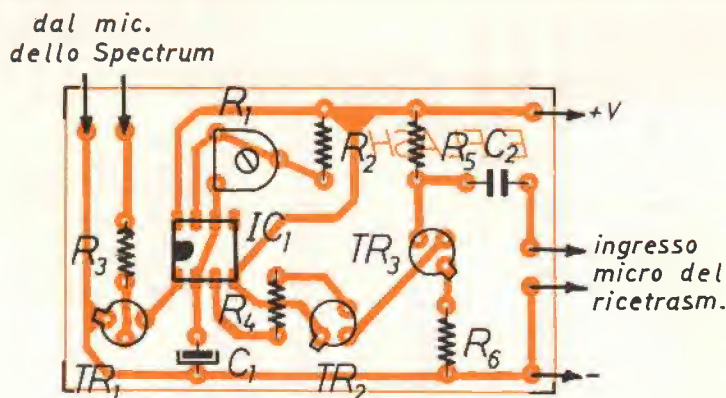 dal mic.
dello Spectrum
R1
R2
R5
C2
+V
R3
IC1
TR3
ingresso
micro del
ricetrasm.
R4
R6
TR1
C1
TR2
-